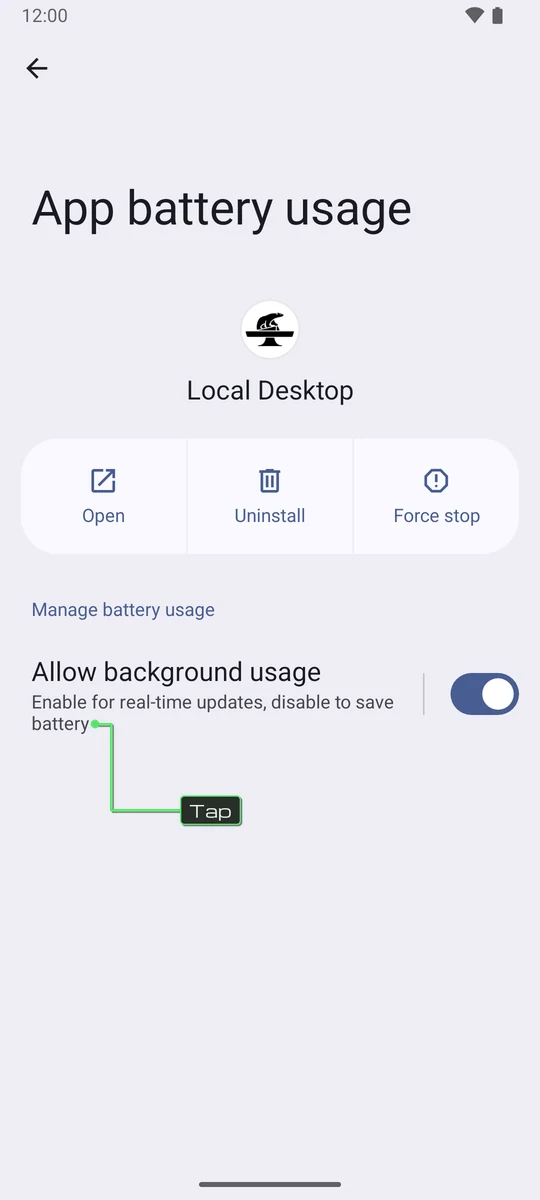 12:00
App battery usage
Local Desktop
Open
Uninstall
Force stop
Manage battery usage
Allow background usage
Enable for real-time updates, disable to save
battery
Tap